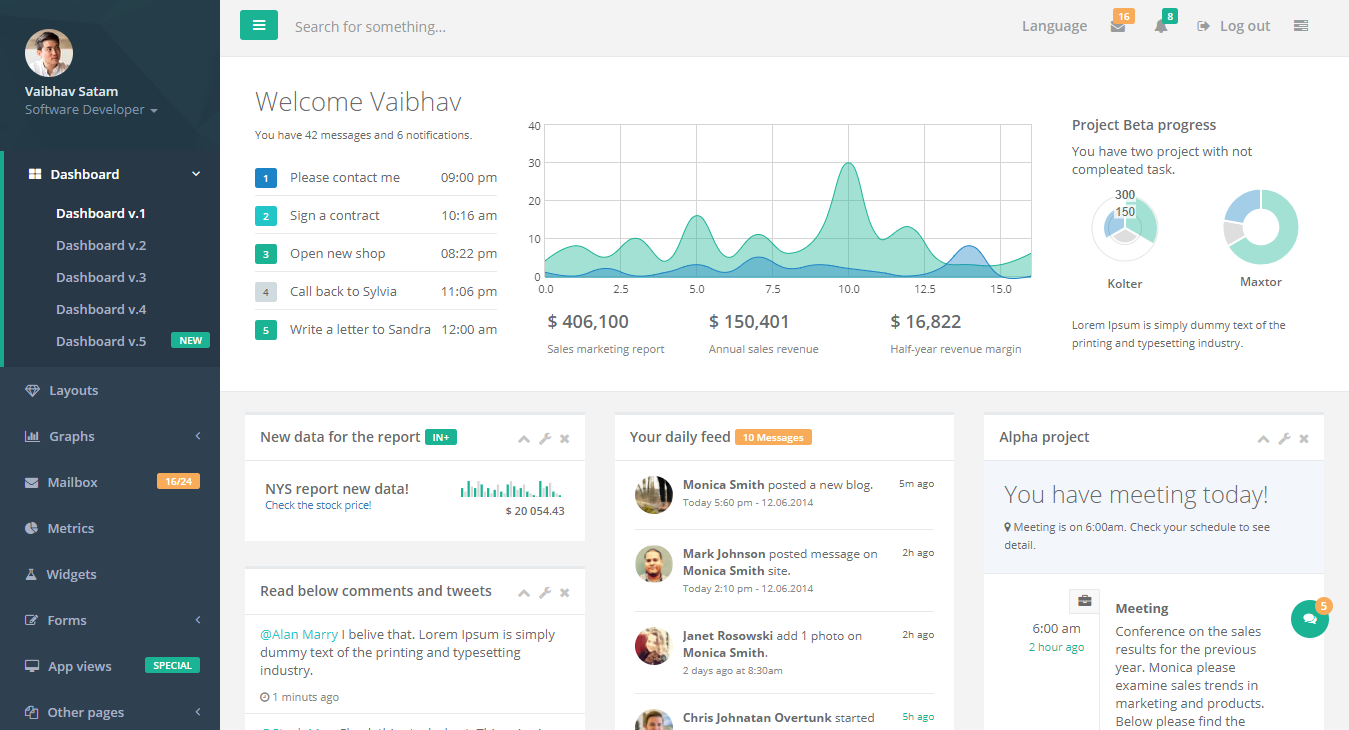 Vaibhav Satam
Software Developer
Dashboard
Dashboard v.1
Dashboard v.2
Dashboard v.3
Dashboard v.4
Dashboard v.5 NEW
Layouts
Graphs
Mailbox 16/24
Metrics
Widgets
Forms
App views SPECIAL
Other pages
Search for something...
Language 16 8 Log out
Welcome Vaibhav
You have 42 messages and 6 notifications.
1 Please contact me 09:00 pm
2 Sign a contract 10:16 am
3 Open new shop 08:22 pm
4 Call back to Sylvia 11:06 pm
5 Write a letter to Sandra 12:00 am
40
30
20
10
0
0.0 2.5 5.0 7.5 10.0 12.5 15.0
$ 406,100 $ 150,401 $ 16,822
Sales marketing report Annual sales revenue Half-year revenue margin
Project Beta progress
You have two project with not
compleated task.
300
150
Kolter Maxtor
Lorem Ipsum is simply dummy text of the
printing and typesetting industry.
New data for the report IN+
NYS report new data!
Check the stock price!
$ 20 054.43
Read below comments and tweets
@Alan Marry I belive that. Lorem Ipsum is simply
dummy text of the printing and typesetting
industry.
1 minuts ago
Your daily feed 10 Messages
Monica Smith posted a new blog. 5m ago
Today 5:60 pm - 12.06.2014
Mark Johnson posted message on 2h ago
Monica Smith site.
Today 2:10 pm - 12.06.2014
Janet Rosowski add 1 photo on 2h ago
Monica Smith.
2 days ago at 8:30am
Chris Johnatan Overtunk started 5h ago
Alpha project
You have meeting today!
Meeting is on 6:00am. Check your schedule to see
detail.
6:00 am
2 hour ago
Meeting
Conference on the sales
results for the previous
year. Monica please
examine sales trends in
marketing and products.
Below please find the
5